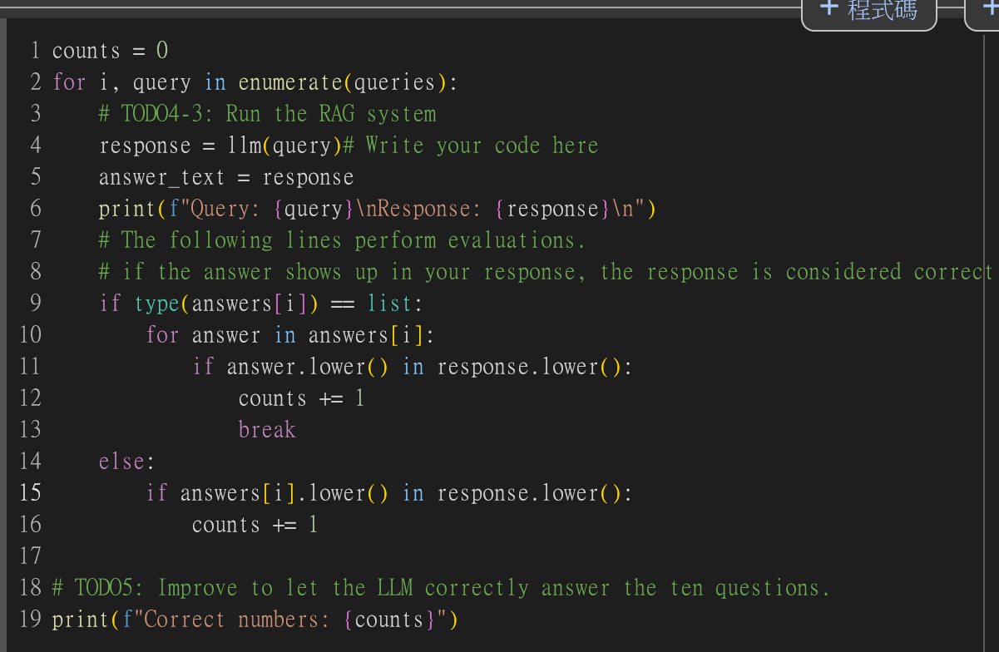 + 程式碼
+
1 counts = 0
2 for i, query in enumerate(queries):
3     # TODO4-3: Run the RAG system
4     response = llm(query)# Write your code here
5     answer_text = response
6     print(f"Query: {query}\nResponse: {response}\n")
7     # The following lines perform evaluations.
8     # if the answer shows up in your response, the response is considered correct
9     if type(answers[i]) == list:
10         for answer in answers[i]:
11             if answer.lower() in response.lower():
12                 counts += 1
13                 break
14     else:
15         if answers[i].lower() in response.lower():
16             counts += 1
17
18 # TODO5: Improve to let the LLM correctly answer the ten questions.
19 print(f"Correct numbers: {counts}")